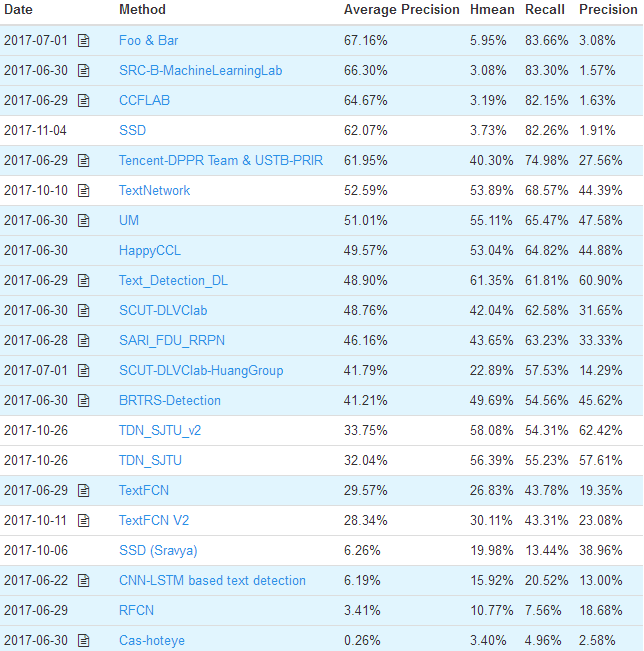 Date Method Average Precision Hmean Recall Precision
2017-07-01 Foo & Bar 67.16% 5.95% 83.66% 3.08%
2017-06-30 SRC-B-MachineLearningLab 66.30% 3.08% 83.30% 1.57%
2017-06-29 CCFLAB 64.67% 3.19% 82.15% 1.63%
2017-11-04 SSD 62.07% 3.73% 82.26% 1.91%
2017-06-29 Tencent-DPPR Team & USTB-PRIR 61.95% 40.30% 74.98% 27.56%
2017-10-10 TextNetwork 52.59% 53.89% 68.57% 44.39%
2017-06-30 UM 51.01% 55.11% 65.47% 47.58%
2017-06-30 HappyCCL 49.57% 53.04% 64.82% 44.88%
2017-06-29 Text_Detection_DL 48.90% 61.35% 61.81% 60.90%
2017-06-30 SCUT-DLVClab 48.76% 42.04% 62.58% 31.65%
2017-06-28 SARI_FDU_RRPN 46.16% 43.65% 63.23% 33.33%
2017-07-01 SCUT-DLVClab-HuangGroup 41.79% 22.89% 57.53% 14.29%
2017-06-30 BRTRS-Detection 41.21% 49.69% 54.56% 45.62%
2017-10-26 TDN_SJTU_v2 33.75% 58.08% 54.31% 62.42%
2017-10-26 TDN_SJTU 32.04% 56.39% 55.23% 57.61%
2017-06-29 TextFCN 29.57% 26.83% 43.78% 19.35%
2017-10-11 TextFCN V2 28.34% 30.11% 43.31% 23.08%
2017-10-06 SSD (Sravya) 6.26% 19.98% 13.44% 38.96%
2017-06-22 CNN-LSTM based text detection 6.19% 15.92% 20.52% 13.00%
2017-06-29 RFCN 3.41% 10.77% 7.56% 18.68%
2017-06-30 Cas-hoteye 0.26% 3.40% 4.96% 2.58%